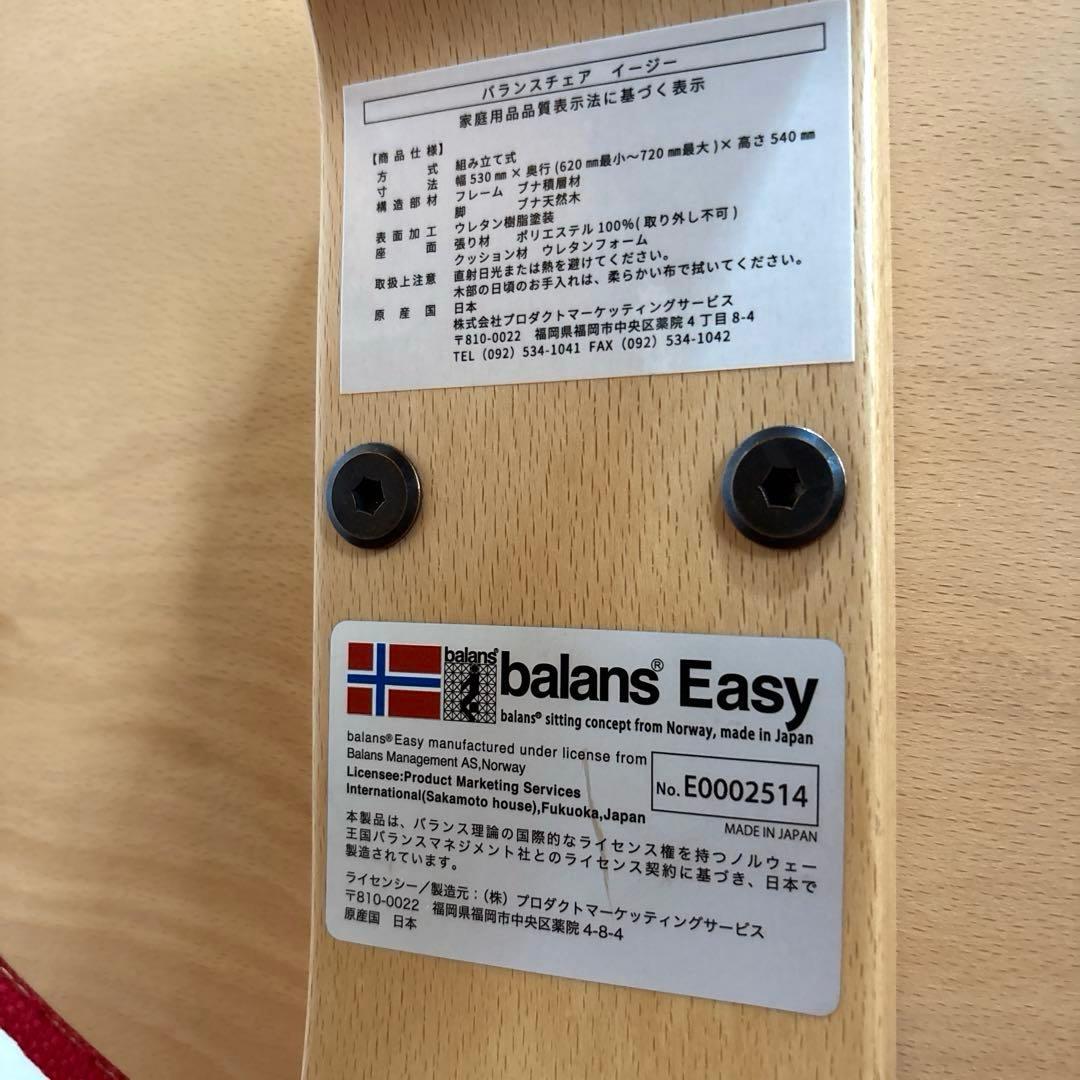 バランスチェア イージー
家庭用品品質表示法に基づく表示
【商品仕様】
方 式 組み立て式
寸 法 幅 530 ㎜ × 奥行 (620 ㎜最小～720 ㎜最大 )× 高さ 540 ㎜
構造部材 フレーム ブナ積層材
脚 ブナ天然木
表面加工 ウレタン樹脂塗装
座 面 張り材 ポリエステル 100%( 取り外し不可 )
クッション材 ウレタンフォーム
取扱上注意 直射日光または熱を避けてください。
木部の日頃のお手入れは、柔らかい布で拭いてください。
原 産 国 日本
株式会社プロダクトマーケッティングサービス
〒810-0022 福岡県福岡市中央区薬院 4 丁目 8-4
TEL（092）534-1041 FAX（092）534-1042
balans®
balans® Easy
balans® sitting concept from Norway, made in Japan
balans®Easy manufactured under license from
Balans Management AS,Norway
Licensee:Product Marketing Services
International(Sakamoto house),Fukuoka,Japan
No. E0002514
MADE IN JAPAN
本製品は、バランス理論の国際的なライセンス権を持つノルウェー
王国バランスマネジメント社とのライセンス契約に基づき、日本で
製造されています。
ライセンシー／製造元：（株）プロダクトマーケッティングサービス
〒810-0022 福岡県福岡市中央区薬院 4-8-4
原産国 日本